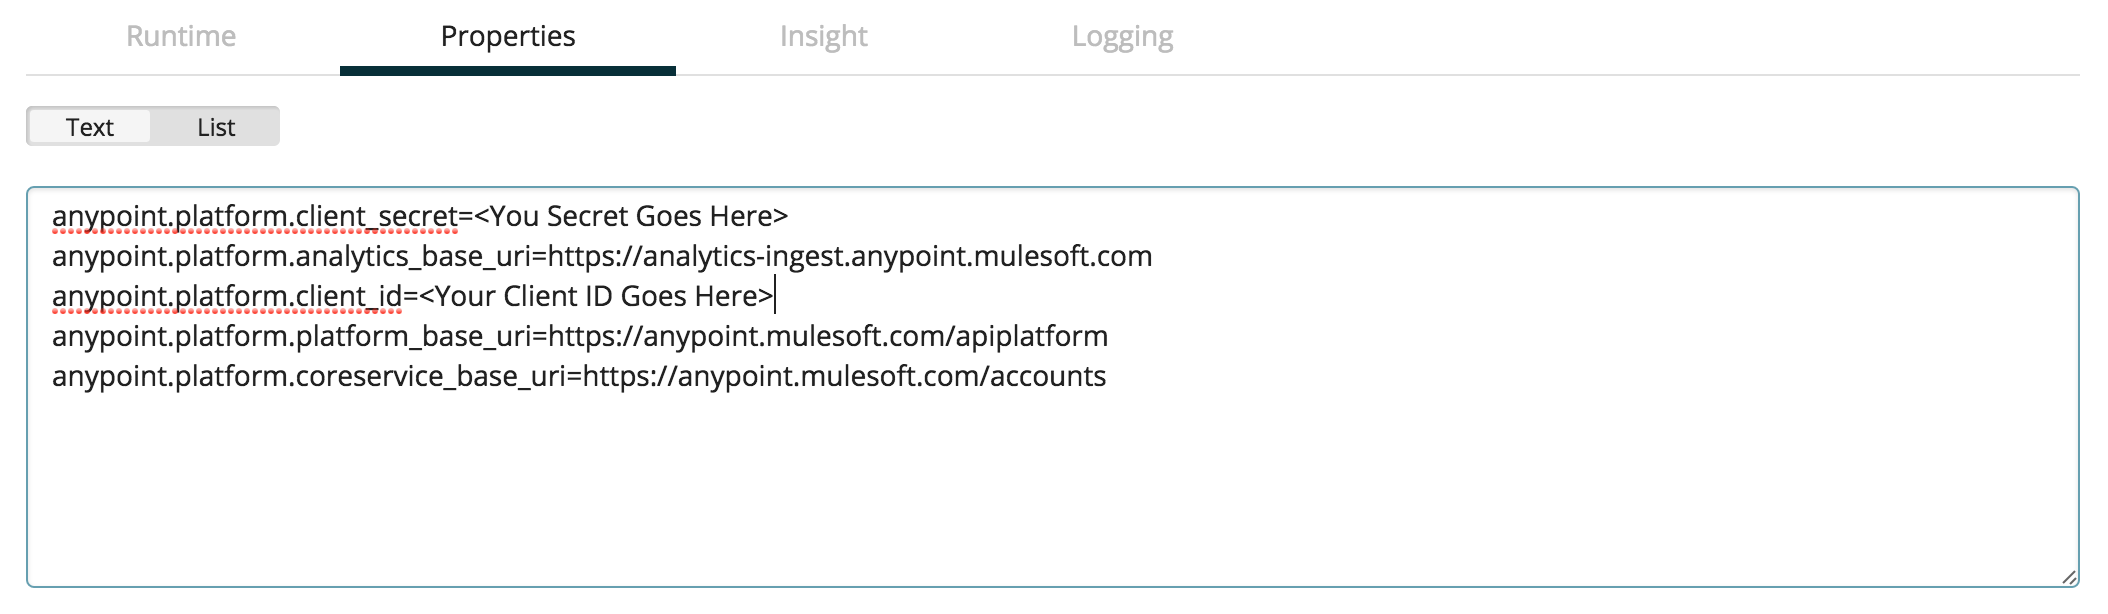 Runtime Properties Insight Logging
Text List
anypoint.platform.client_secret=<You Secret Goes Here>
anypoint.platform.analytics_base_uri=https://analytics-ingest.anypoint.mulesoft.com
anypoint.platform.client_id=<Your Client ID Goes Here>
anypoint.platform.platform_base_uri=https://anypoint.mulesoft.com/apiplatform
anypoint.platform.coreservice_base_uri=https://anypoint.mulesoft.com/accounts